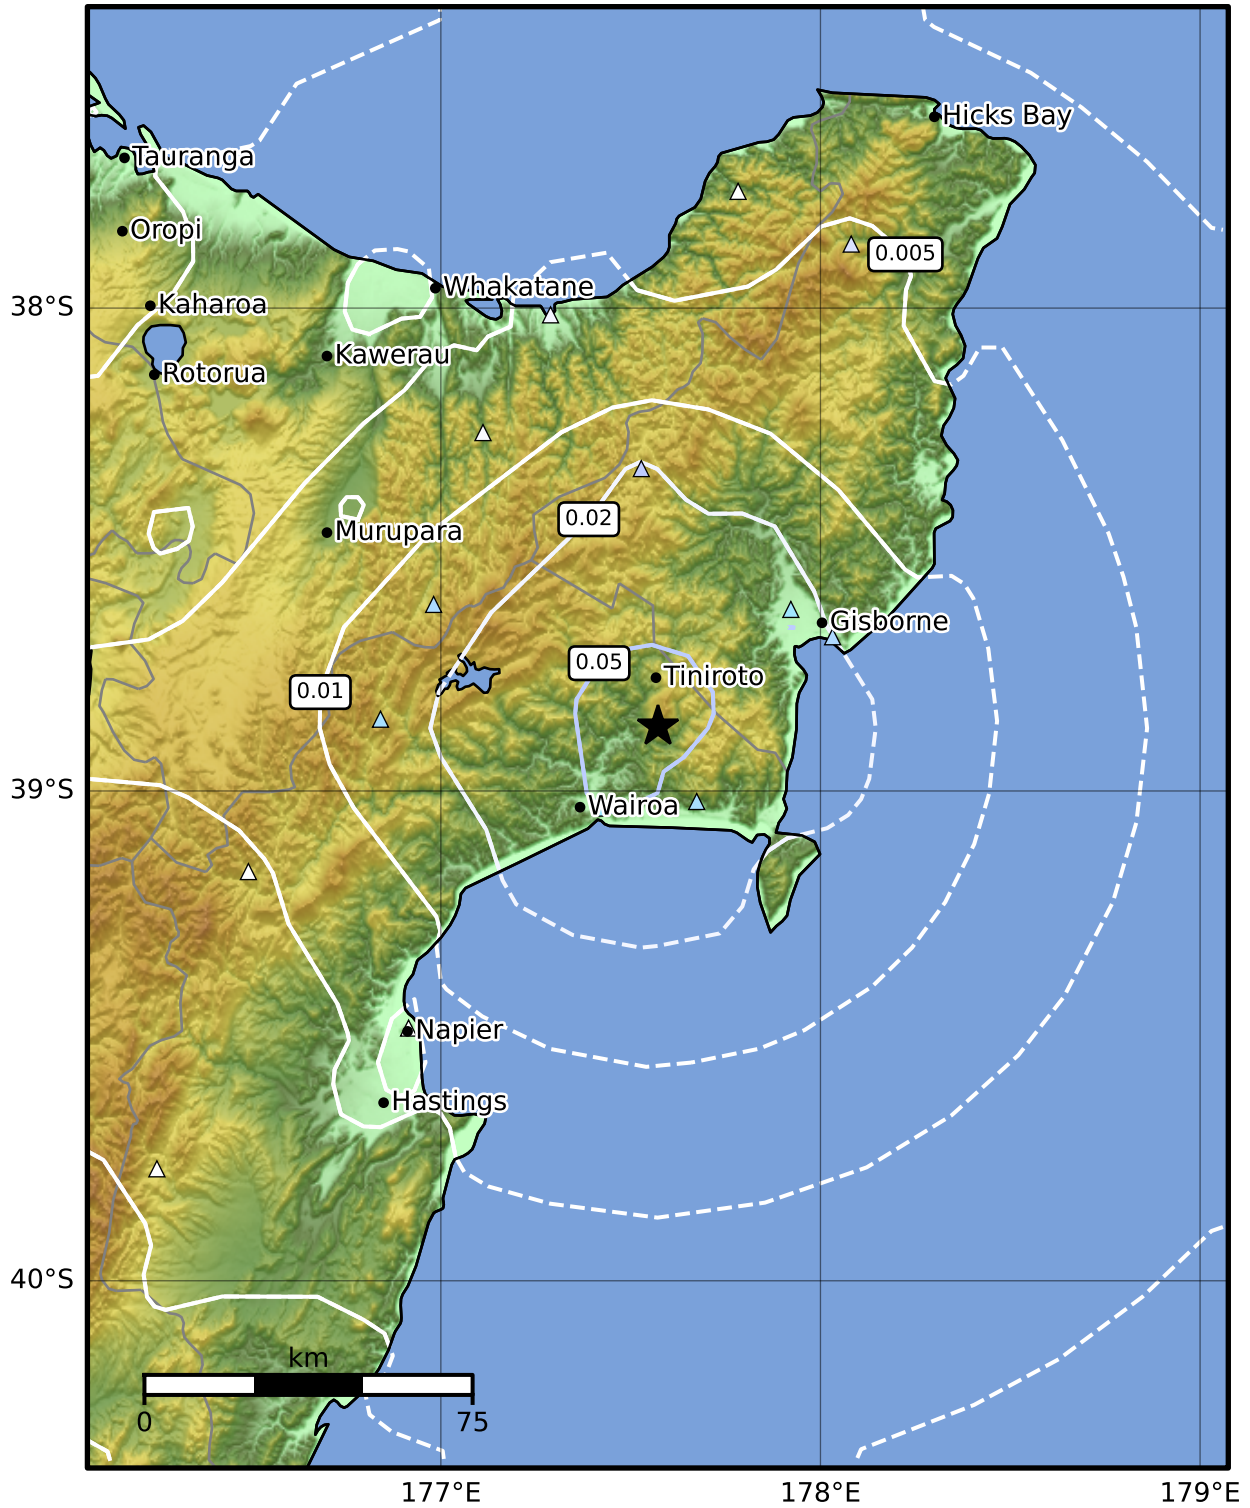 Hicks Bay
Tauranga
Oropi
0.005
Whakatane
38°S
Kaharoa
Kawerau
Rotorua
0.02
Murupara
Gisborne
0.05
Tiniroto
0.01
39°S
Wairoa
Napier
Hastings
40°S
km
0
75
177°E
178°E
179°E